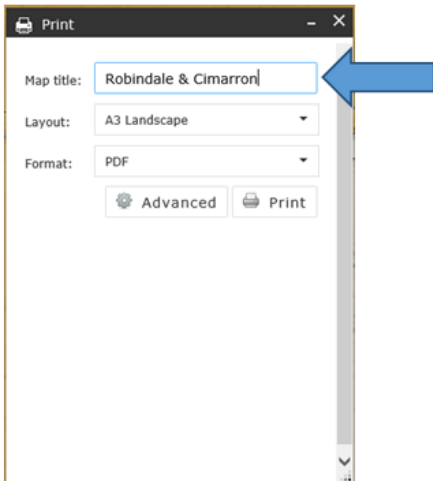 Print
Map title: Robindale & Cimarron
Layout: A3 Landscape
Format: PDF
Advanced Print